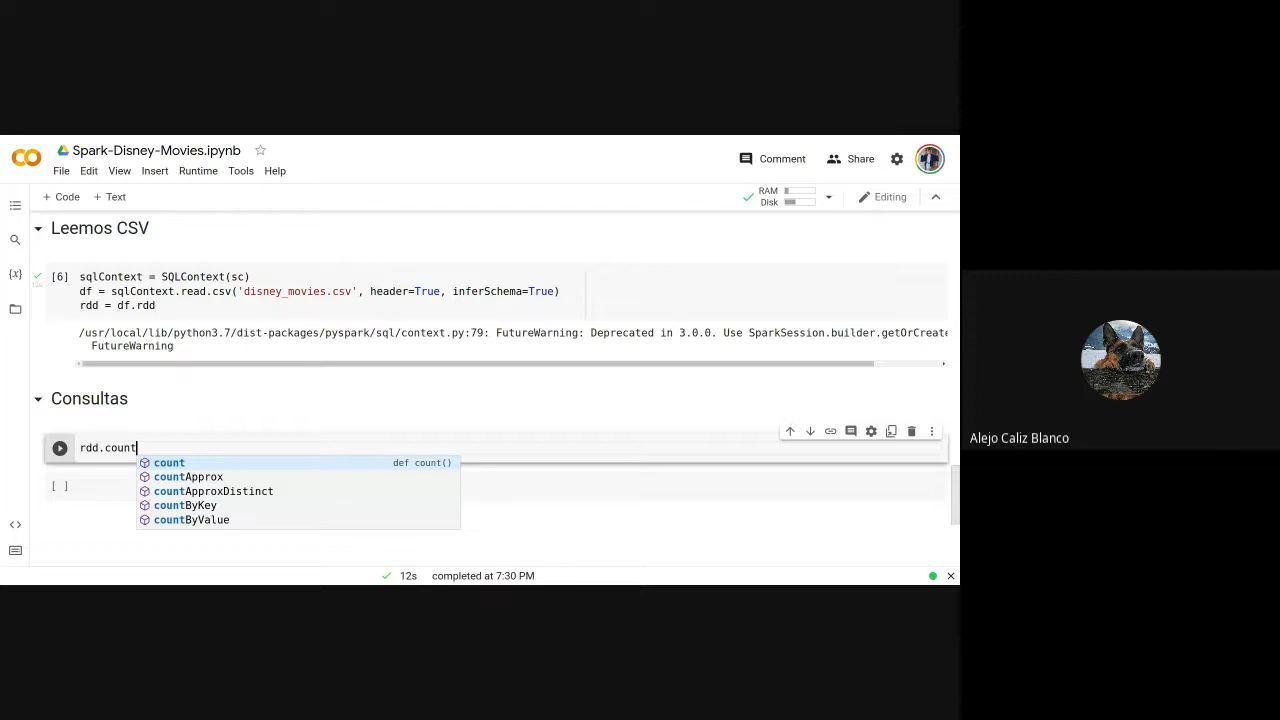 Spark-Disney-Movies.ipynb
File Edit View Insert Runtime Tools Help
Comment
Share
+ Code + Text
RAM
Disk
Editing
Leemos CSV
[6] sqlContext = SQLContext(sc)
df = sqlContext.read.csv('disney_movies.csv', header=True, inferSchema=True)
rdd = df.rdd
12s
/usr/local/lib/python3.7/dist-packages/pyspark/sql/context.py:79: FutureWarning: Deprecated in 3.0.0. Use SparkSession.builder.getOrCreate
FutureWarning
Consultas
rdd.count
count def count()
countApprox
countApproxDistinct
countByKey
countByValue
[ ]
12s completed at 7:30 PM
Alejo Caliz Blanco